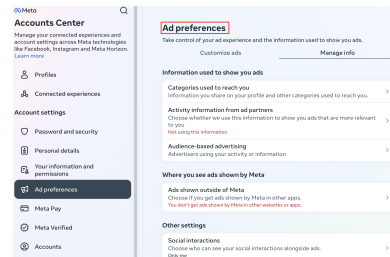 Meta
Accounts Center
Manage your connected experiences and
account settings across Meta technologies
like Facebook, Instagram and Meta Horizon.
Learn more
Profiles
Connected experiences
Account settings
Password and security
Personal details
Your information and
permissions
Ad preferences
Meta Pay
Meta Verified
Accounts
Ad preferences
Take control of your ad experience and the information used to show you ads.
Customize ads
Manage info
Information used to show you ads
Categories used to reach you
Information you share on your profile and other categories used to reach you.
Activity information from ad partners
Choose whether we use this information to show you ads that are more relevant
to you
Not using this information
Audience-based advertising
Advertisers using your activity or information
Where you see ads shown by Meta
Ads shown outside of Meta
Choose if you get ads shown by Meta in other apps.
You don't get ads shown by Meta in other websites or apps.
Other settings
Social interactions
Choose who can see your social interactions alongside ads.
Only me